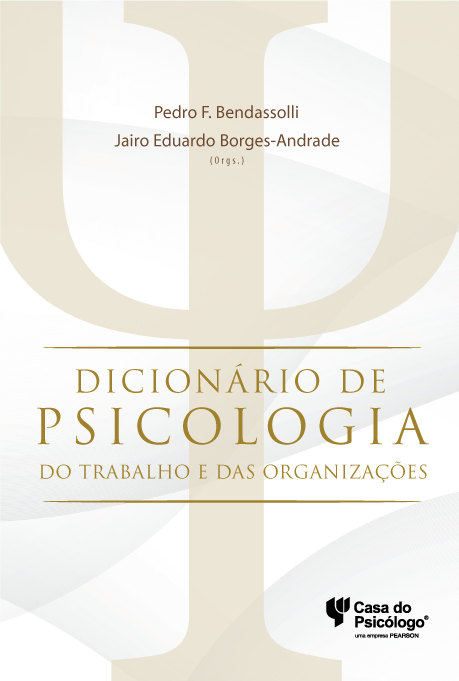 Pedro F. Bendassolli
Jairo Eduardo Borges-Andrade
(Orgs.)
DICIONÁRIO DE
PSICOLOGIA
DO TRABALHO E DAS ORGANIZAÇÕES
Casa do
Psicólogo®
uma empresa PEARSON